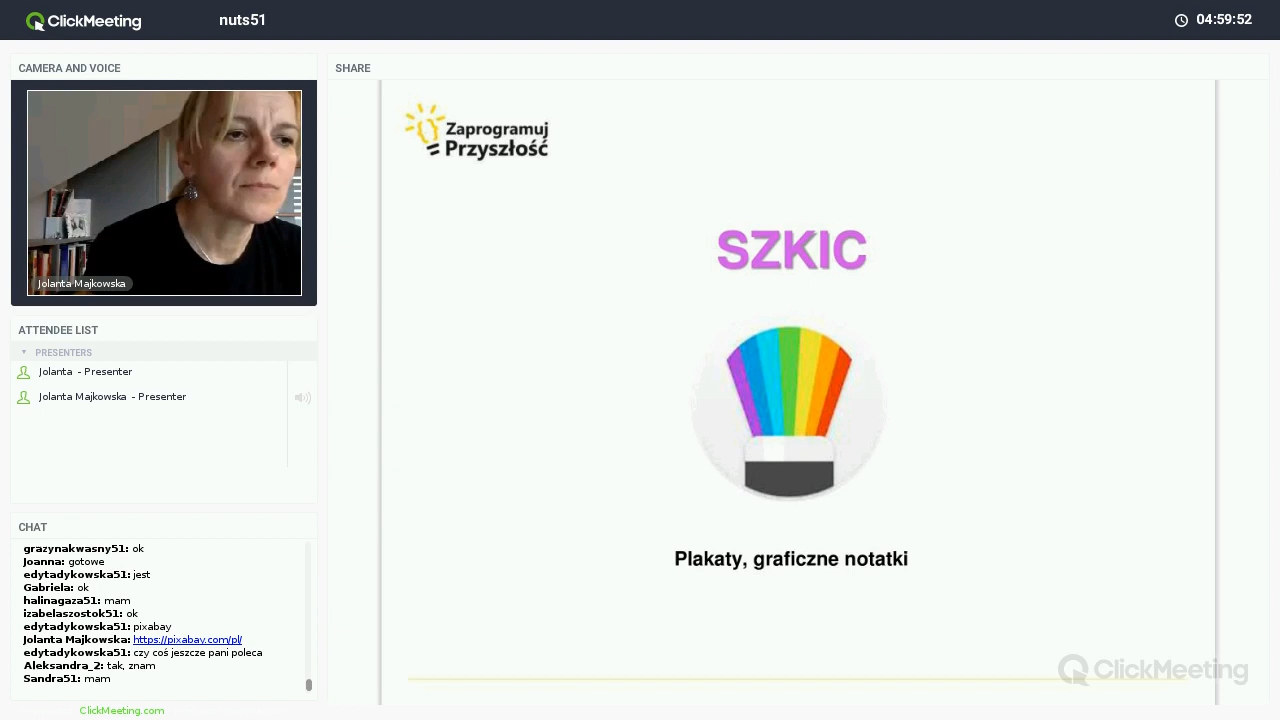 ClickMeeting
nuts51
04:59:52
CAMERA AND VOICE
Jolanta Majkowska
ATTENDEE LIST
PRESENTERS
Jolanta - Presenter
Jolanta Majkowska - Presenter
CHAT
grazynakwasny51: ok
Joanna: gotowe
edytadykowska51: jest
Gabriela: ok
halinagaza51: mam
izabelaszostok51: ok
edytadykowska51: pixabay
Jolanta Majkowska: https://pixabay.com/pl/
edytadykowska51: czy coś jeszcze pani poleca
Aleksandra_2: tak, znam
Sandra51: mam
ClickMeeting.com
SHARE
Zaprogramuj
Przyszłość
SZKIC
Plakaty, graficzne notatki
ClickMeeting